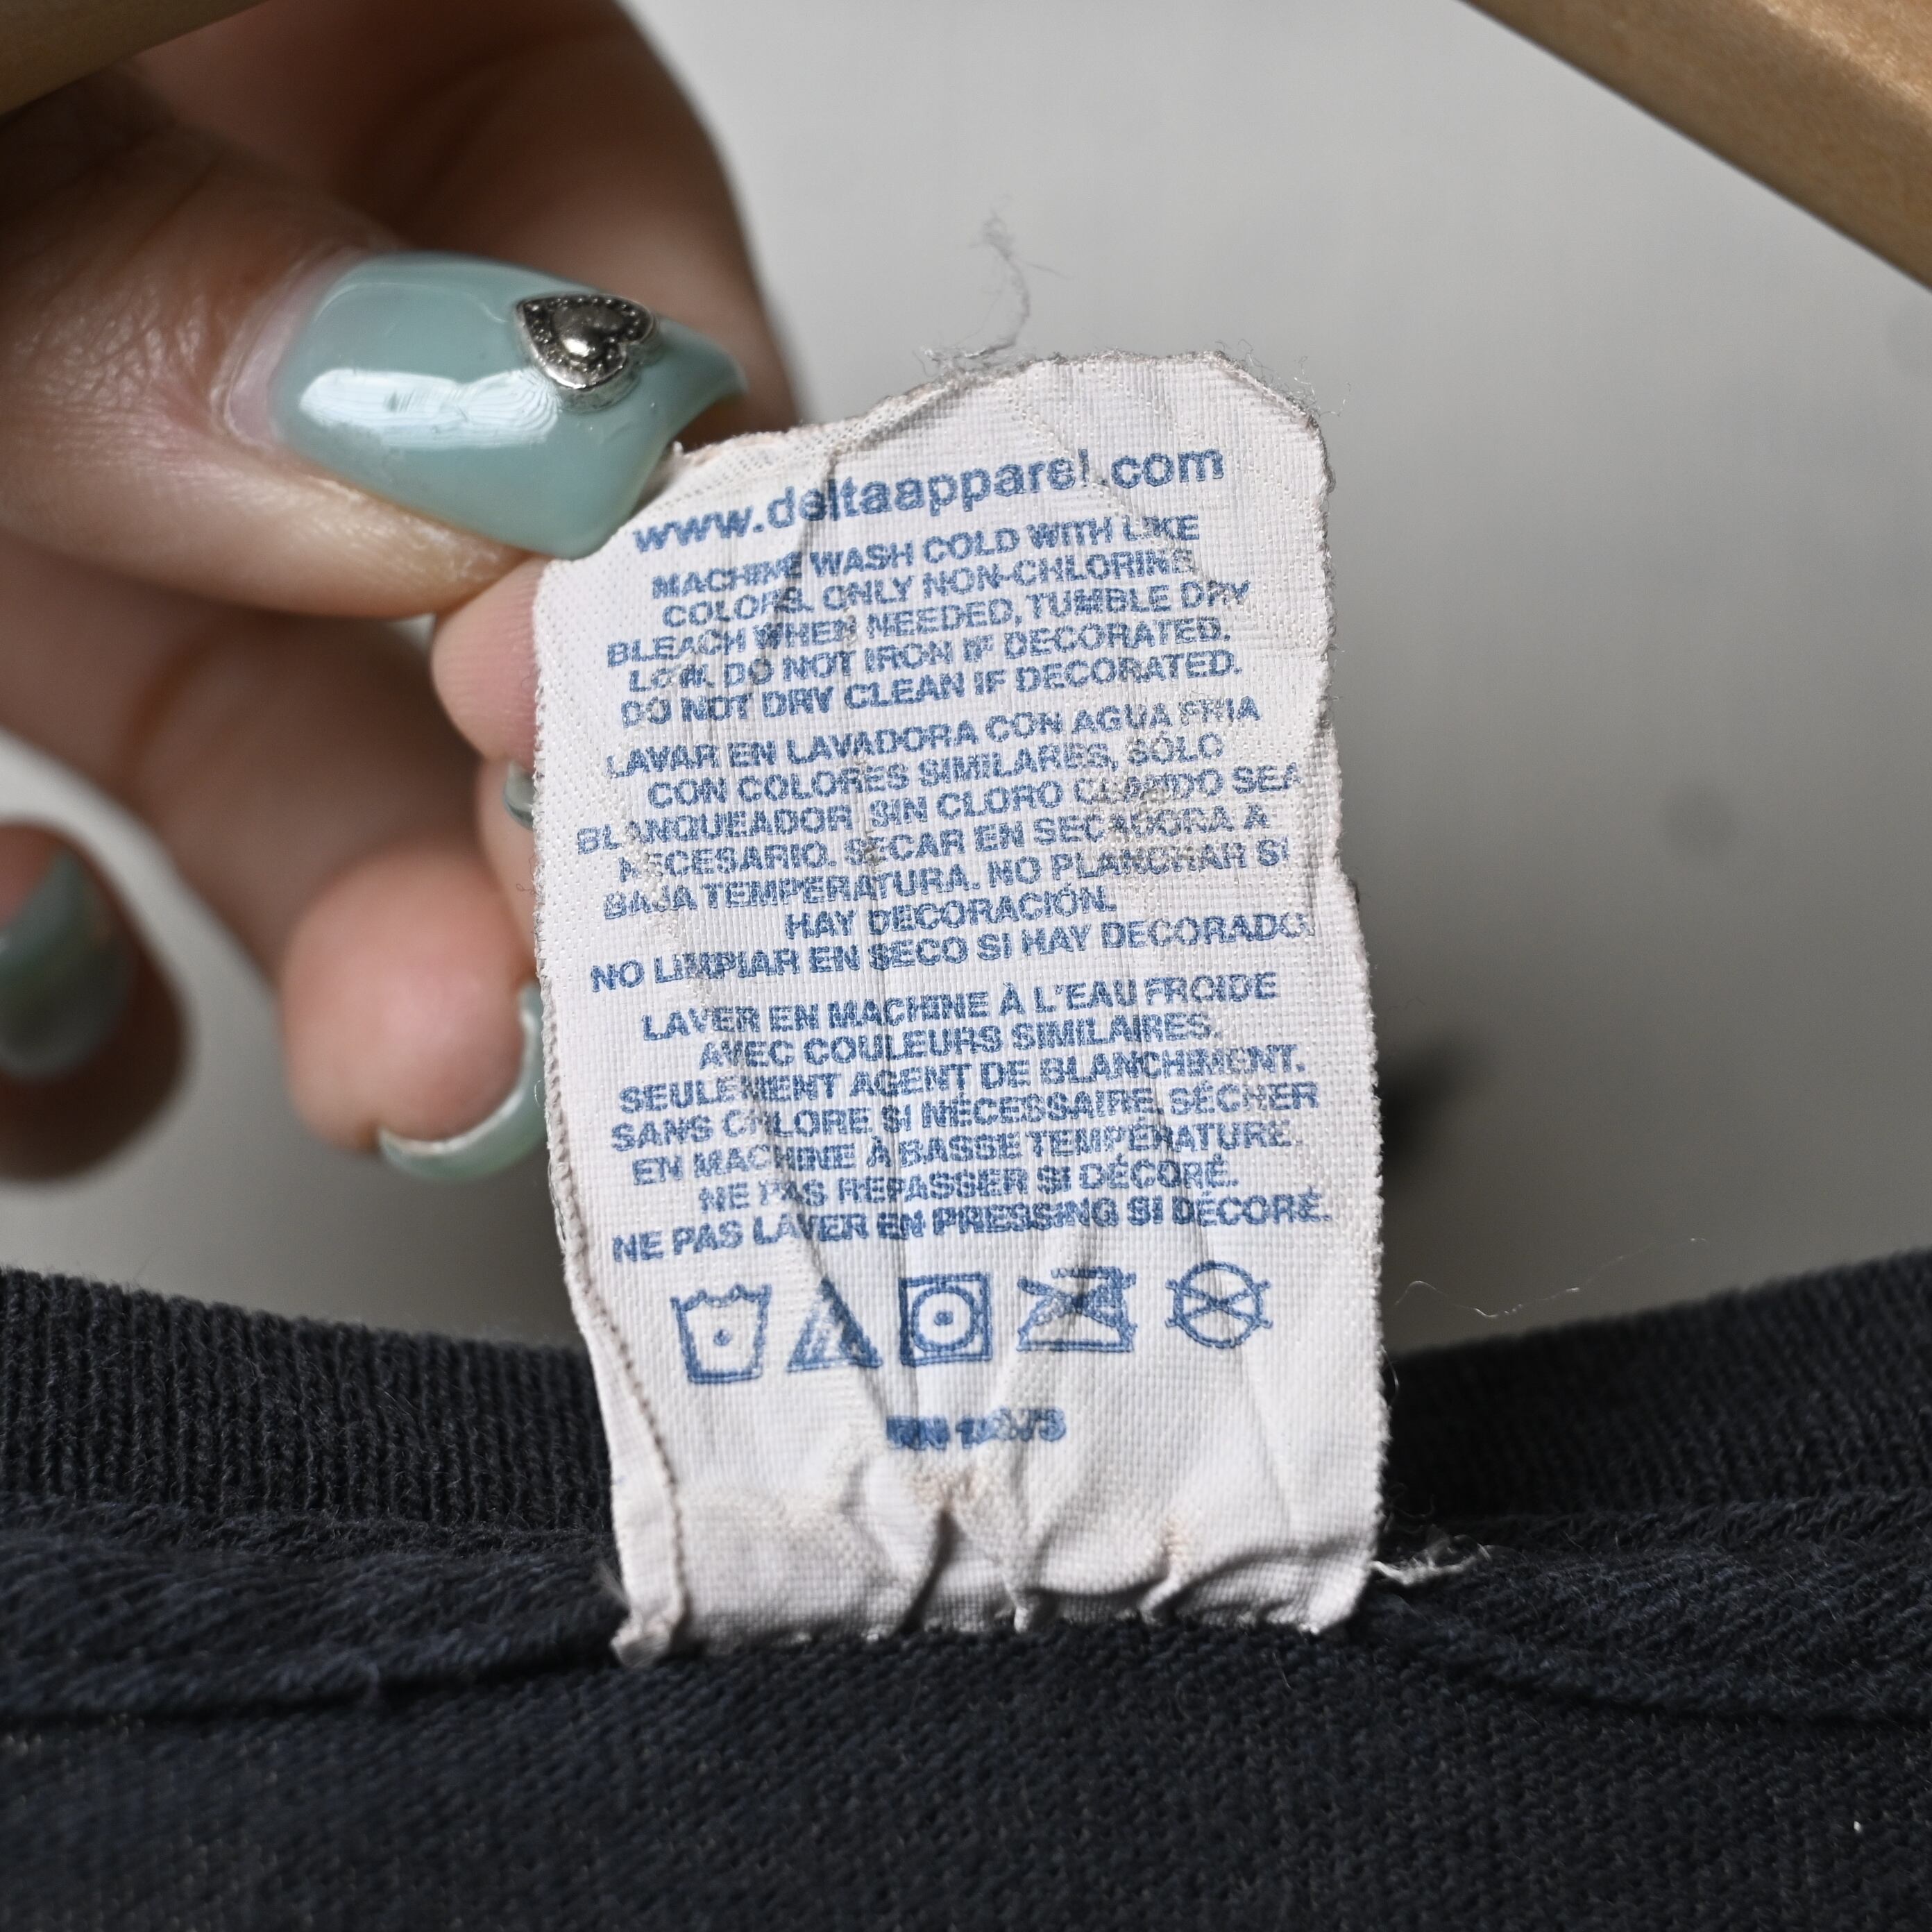 www.deltaapparel.com
MACHINE WASH COLD WITH LIKE
COLORS. ONLY NON-CHLORINE
BLEACH WHEN NEEDED, TUMBLE DRY
LOW. DO NOT IRON IF DECORATED.
DO NOT DRY CLEAN IF DECORATED.
LAVAR EN LAVADORA CON AGUA FRIA
CON COLORES SIMILARES, SÓLO
BLANQUEADOR SIN CLORO CUANDO SEA
NECESARIO. SECAR EN SECADORA A
BAJA TEMPERATURA. NO PLANCHAR SI
HAY DECORACIÓN.
NO LIMPIAR EN SECO SI HAY DECORADO.
LAVER EN MACHINE À L'EAU FROIDE
AVEC COULEURS SIMILAIRES.
SEULEMENT AGENT DE BLANCHIMENT.
SANS CHLORE SI NÉCESSAIRE. SÉCHER
EN MACHINE À BASSE TEMPÉRATURE.
NE PAS REPASSER SI DÉCORÉ.
NE PAS LAVER EN PRESSING SI DÉCORÉ.
RN